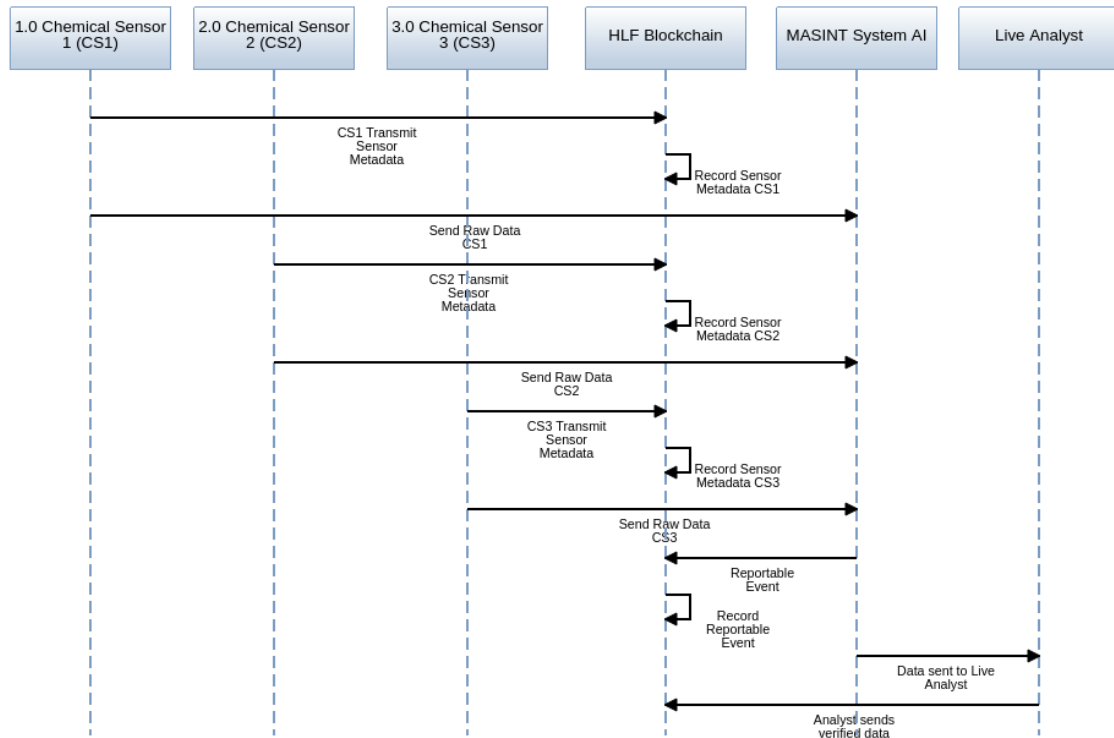 1.0 Chemical Sensor
1 (CS1)
2.0 Chemical Sensor
2 (CS2)
3.0 Chemical Sensor
3 (CS3)
HLF Blockchain
MASINT System AI
Live Analyst
CS1 Transmit
Sensor
Metadata
Record Sensor
Metadata CS1
Send Raw Data
CS1
CS2 Transmit
Sensor
Metadata
Record Sensor
Metadata CS2
Send Raw Data
CS2
CS3 Transmit
Sensor
Metadata
Record Sensor
Metadata CS3
Send Raw Data
CS3
Reportable
Event
Record
Reportable
Event
Data sent to Live
Analyst
Analyst sends
verified data